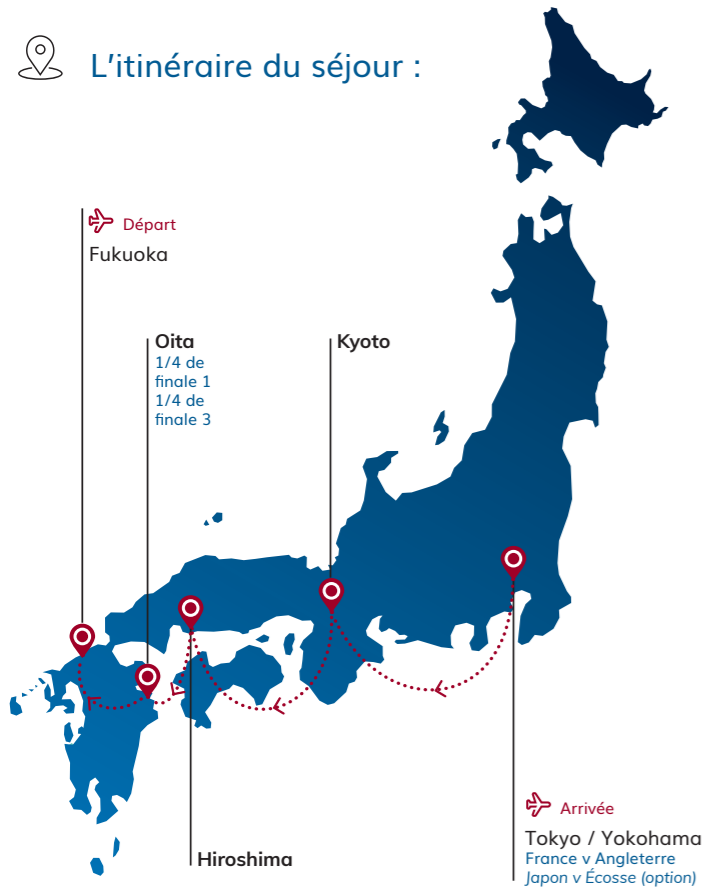 L'itinéraire du séjour :
Départ
Fukuoka
Oita
1/4 de
finale 1
1/4 de
finale 3
Kyoto
Hiroshima
Arrivée
Tokyo / Yokohama
France v Angleterre
Japon v Écosse (option)